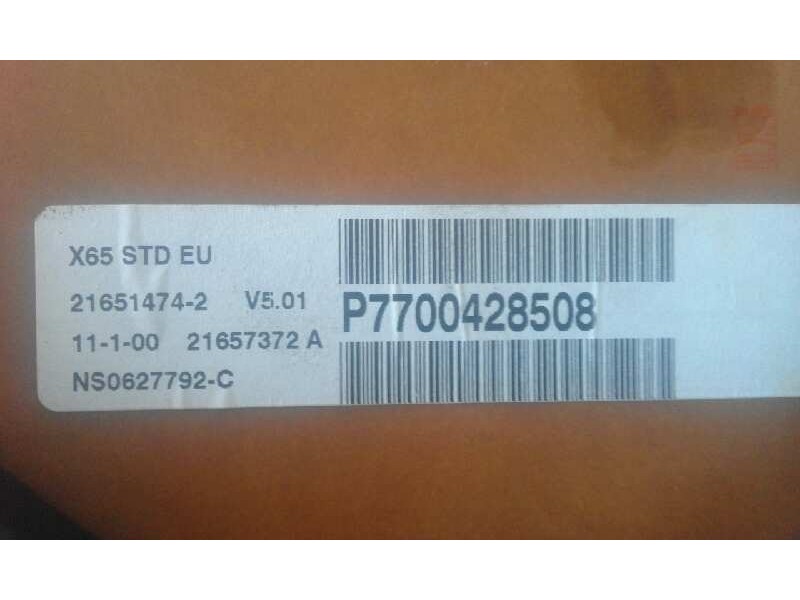 X65 STD EU
21651474-2 V5.01
11-1-00 21657372 A
NS0627792-C
P7700428508